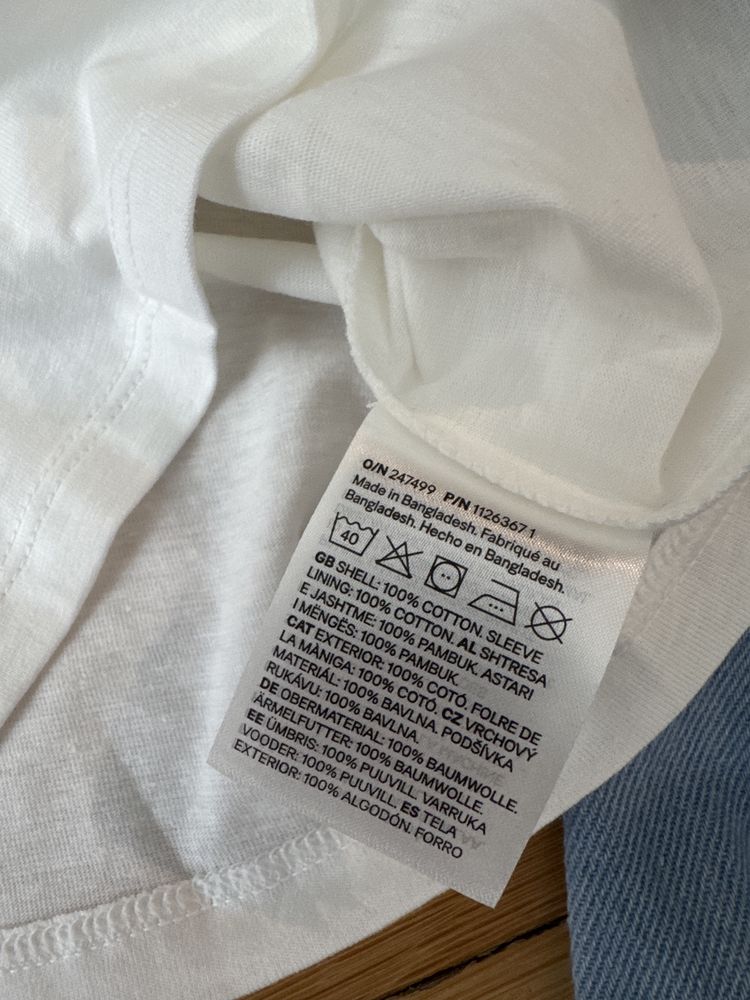 O/N 247499 P/N 1126367 1
Made in Bangladesh. Fabriqué au
Bangladesh. Hecho en Bangladesh.
40
GB SHELL: 100% COTTON. SLEEVE
LINING: 100% COTTON. AL SHTRESA
E JASHTME: 100% PAMBUK. ASTARI
I MËNGËS: 100% PAMBUK.
CAT EXTERIOR: 100% COTÓ. FOLRE DE
LA MÀNIGA: 100% COTÓ. CZ VRCHOVÝ
MATERIÁL: 100% BAVLNA. PODŠÍVKA
RUKÁVU: 100% BAVLNA.
DE OBERMATERIAL: 100% BAUMWOLLE.
ÄRMELFUTTER: 100% BAUMWOLLE.
EE ÜMBRIS: 100% PUUVILL. VARRUKA
VOODER: 100% PUUVILL. ES TELA
EXTERIOR: 100% ALGODÓN. FORRO